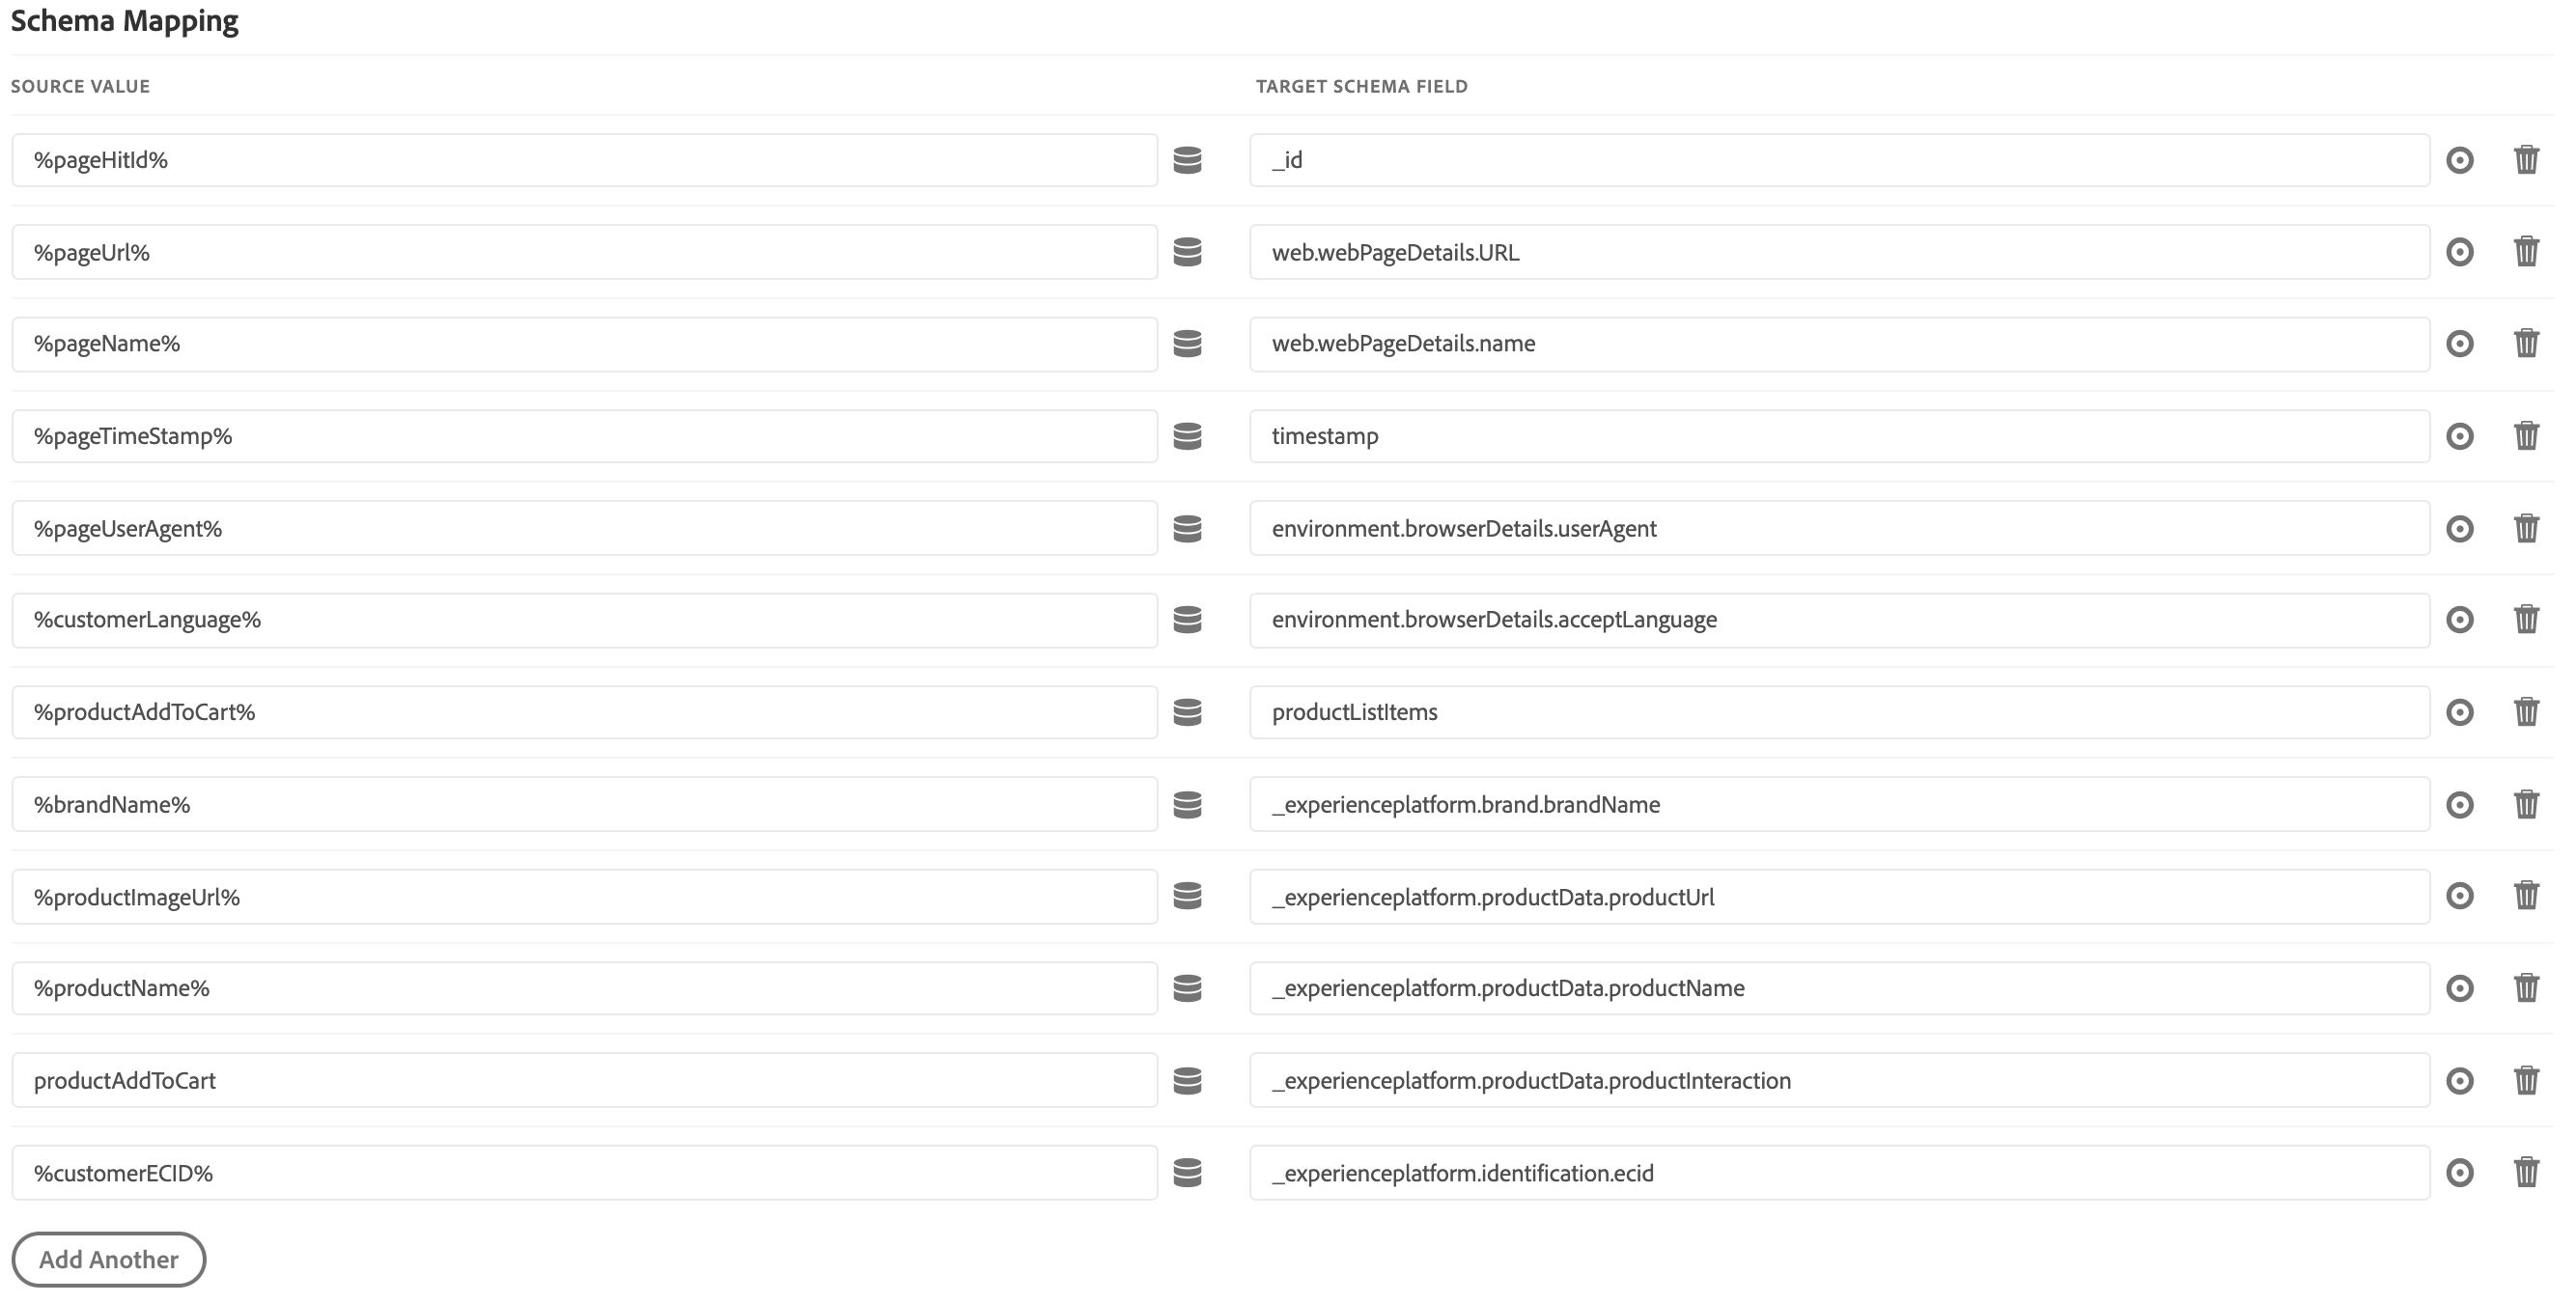 Schema Mapping
SOURCE VALUE TARGET SCHEMA FIELD
%pageHitId% _id
%pageUrl% web.webPageDetails.URL
%pageName% web.webPageDetails.name
%pageTimeStamp% timestamp
%pageUserAgent% environment.browserDetails.userAgent
%customerLanguage% environment.browserDetails.acceptLanguage
%productAddToCart% productListItems
%brandName% _experienceplatform.brand.brandName
%productImageUrl% _experienceplatform.productData.productUrl
%productName% _experienceplatform.productData.productName
productAddToCart _experienceplatform.productData.productInteraction
%customerECID% _experienceplatform.identification.ecid
Add Another